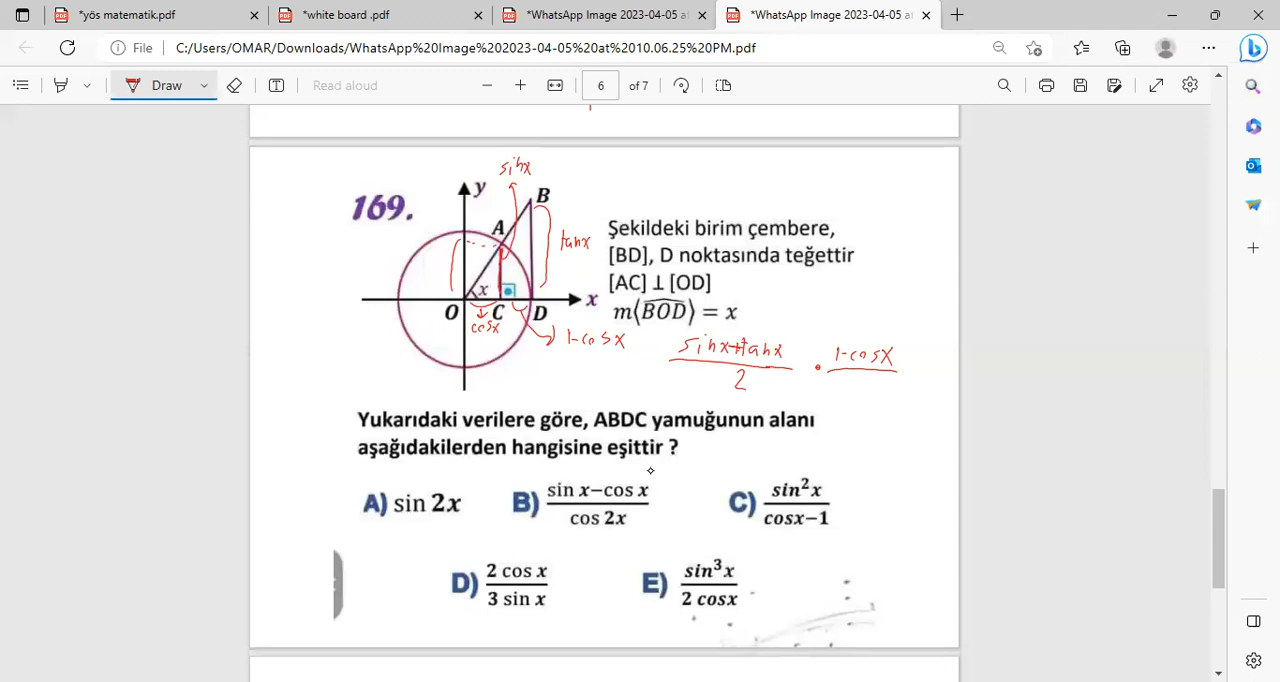 *yös matematik.pdf
*white board .pdf
*WhatsApp Image 2023-04-05 at
*WhatsApp Image 2023-04-05 at
File
C:/Users/OMAR/Downloads/WhatsApp%20Image%202023-04-05%20at%2010.06.25%20PM.pdf
Draw
Read aloud
6
of 7
169.
y
sinx
B
A
tanx
x
x
O
C
D
cosx
1-cosx
Şekildeki birim çembere,
[BD], D noktasında teğettir
[AC] ⊥ [OD]
m(BOD) = x
sinx+tanx
2
·
1-cosx
Yukarıdaki verilere göre, ABDC yamuğunun alanı
aşağıdakilerden hangisine eşittir ?
A) sin 2x
B) (sin x−cos x)/(cos 2x)
C) (sin²x)/(cosx−1)
D) (2 cos x)/(3 sin x)
E) (sin³x)/(2 cosx)